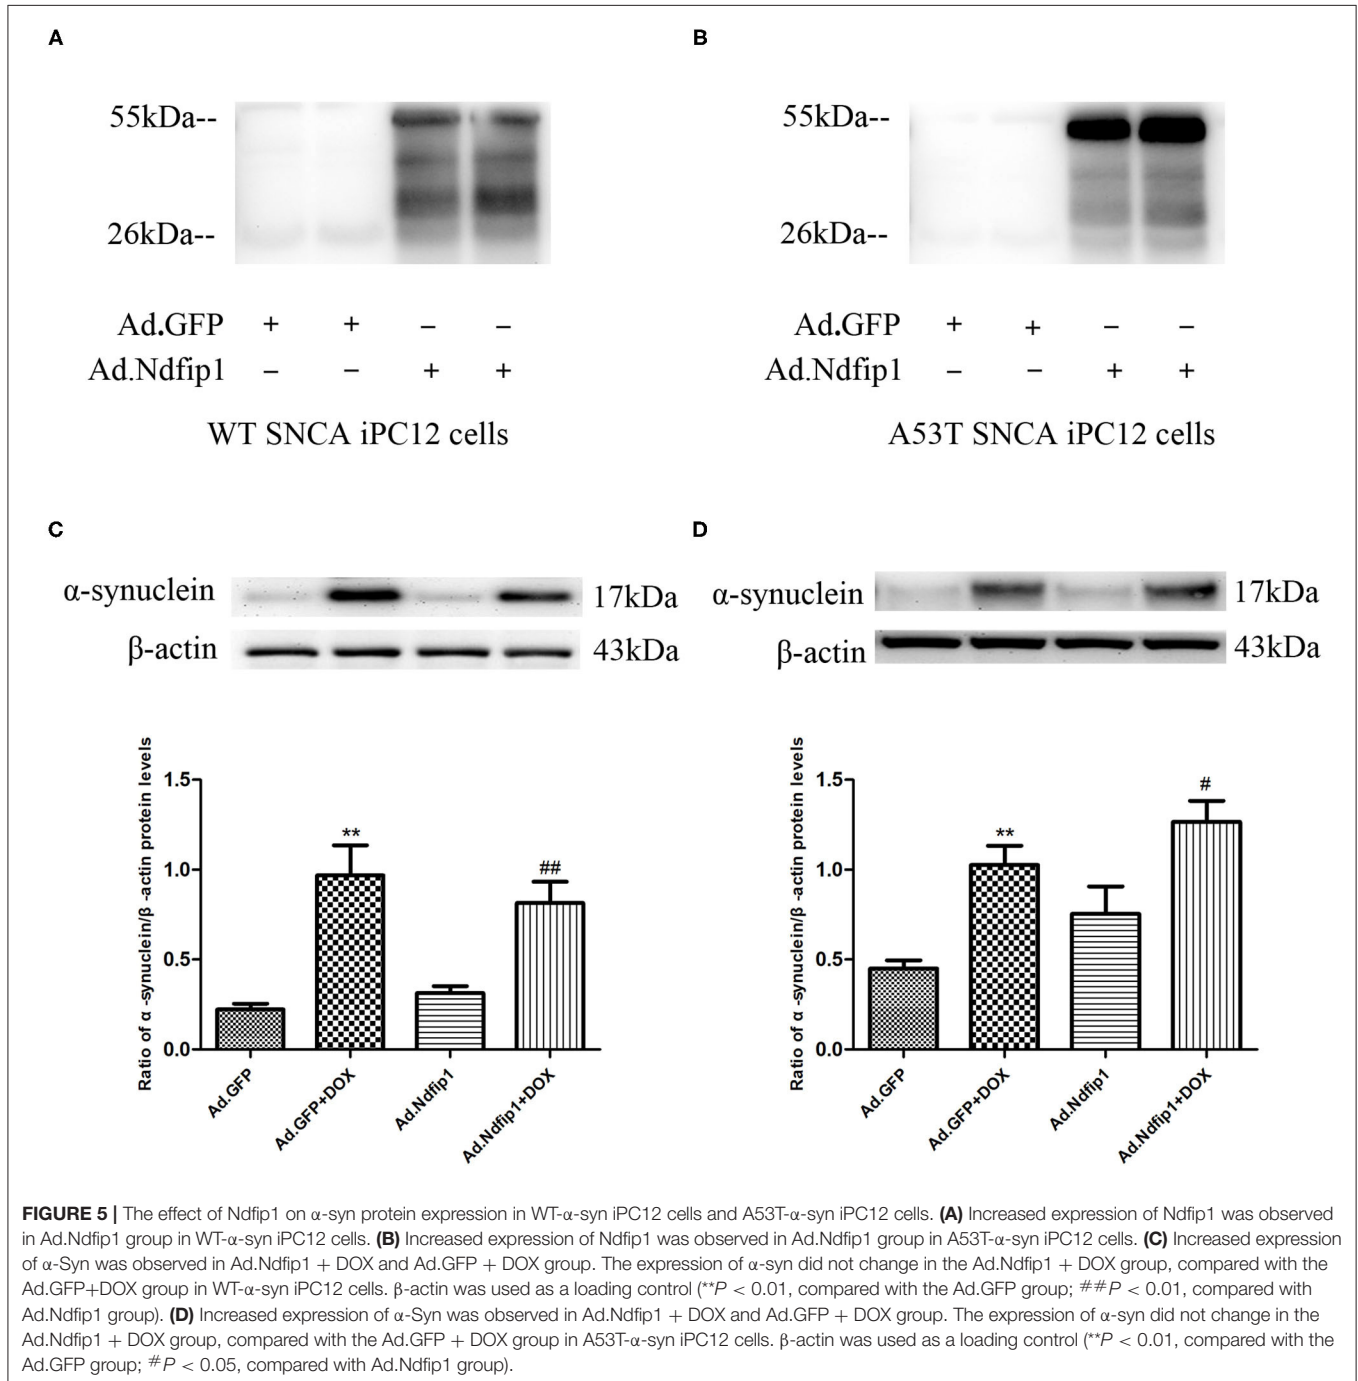 A
B
55kDa--
26kDa--
55kDa--
26kDa--
Ad.GFP + + – –
Ad.Ndfip1 – – + +
WT SNCA iPC12 cells
Ad.GFP + + – –
Ad.Ndfip1 – – + +
A53T SNCA iPC12 cells
C
D
α-synuclein 17kDa
β-actin 43kDa
α-synuclein 17kDa
β-actin 43kDa
Ratio of α -synuclein/β -actin protein levels
1.5
1.0
0.5
0.0
**
##
Ad.GFP
Ad.GFP+DOX
Ad.Ndfip1
Ad.Ndfip1+DOX
Ratio of α -synuclein/β -actin protein levels
1.5
1.0
0.5
0.0
**
#
Ad.GFP
Ad.GFP+DOX
Ad.Ndfip1
Ad.Ndfip1+DOX
FIGURE 5 | The effect of Ndfip1 on α-syn protein expression in WT-α-syn iPC12 cells and A53T-α-syn iPC12 cells. (A) Increased expression of Ndfip1 was observed
in Ad.Ndfip1 group in WT-α-syn iPC12 cells. (B) Increased expression of Ndfip1 was observed in Ad.Ndfip1 group in A53T-α-syn iPC12 cells. (C) Increased expression
of α-Syn was observed in Ad.Ndfip1 + DOX and Ad.GFP + DOX group. The expression of α-syn did not change in the Ad.Ndfip1 + DOX group, compared with the
Ad.GFP+DOX group in WT-α-syn iPC12 cells. β-actin was used as a loading control (**P < 0.01, compared with the Ad.GFP group; ##P < 0.01, compared with
Ad.Ndfip1 group). (D) Increased expression of α-Syn was observed in Ad.Ndfip1 + DOX and Ad.GFP + DOX group. The expression of α-syn did not change in the
Ad.Ndfip1 + DOX group, compared with the Ad.GFP + DOX group in A53T-α-syn iPC12 cells. β-actin was used as a loading control (**P < 0.01, compared with the
Ad.GFP group; #P < 0.05, compared with Ad.Ndfip1 group).